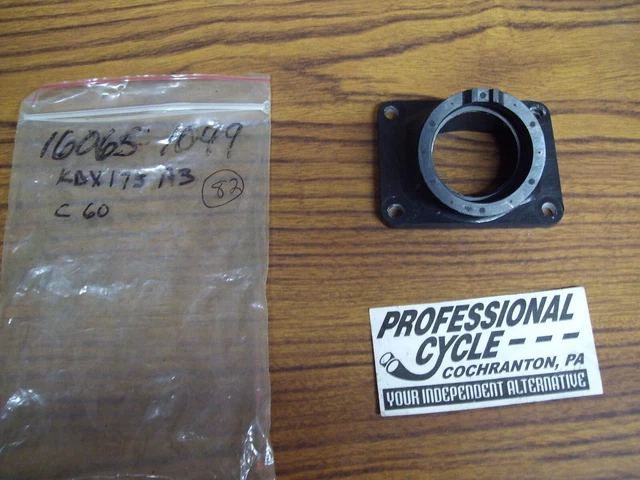 16065-1049
KDX175 A3
82
C 60
PROFESSIONAL
CYCLE---
COCHRANTON, PA
YOUR INDEPENDENT ALTERNATIVE